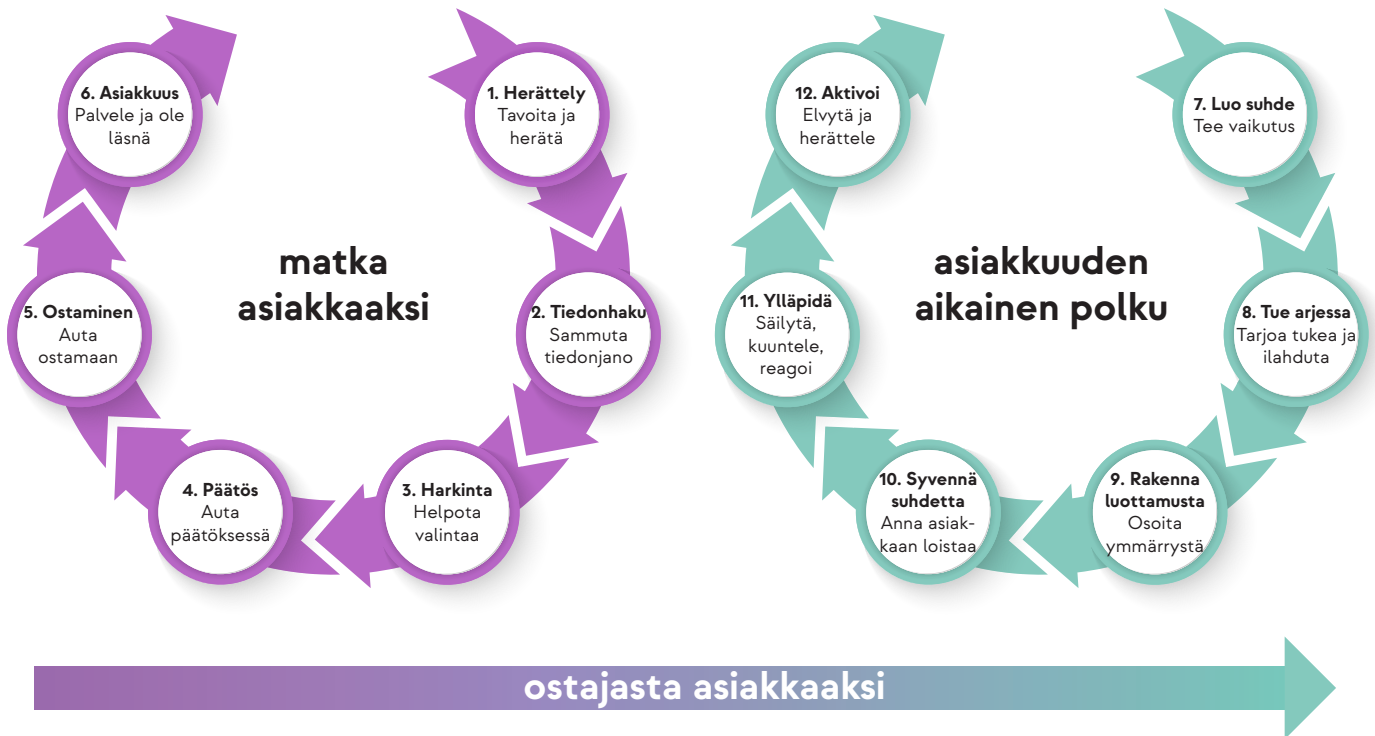 matka
asiakkaaksi
1. Herättely
Tavoita ja
herätä
2. Tiedonhaku
Sammuta
tiedonjano
3. Harkinta
Helpota
valintaa
4. Päätös
Auta
päätöksessä
5. Ostaminen
Auta
ostamaan
6. Asiakkuus
Palvele ja ole
läsnä
asiakkuuden
aikainen polku
7. Luo suhde
Tee vaikutus
8. Tue arjessa
Tarjoa tukea ja
ilahduta
9. Rakenna
luottamusta
Osoita
ymmärrystä
10. Syvennä
suhdetta
Anna asiak-
kaan loistaa
11. Ylläpidä
Säilytä,
kuuntele,
reagoi
12. Aktivoi
Elvytä ja
herättele
ostajasta asiakkaaksi